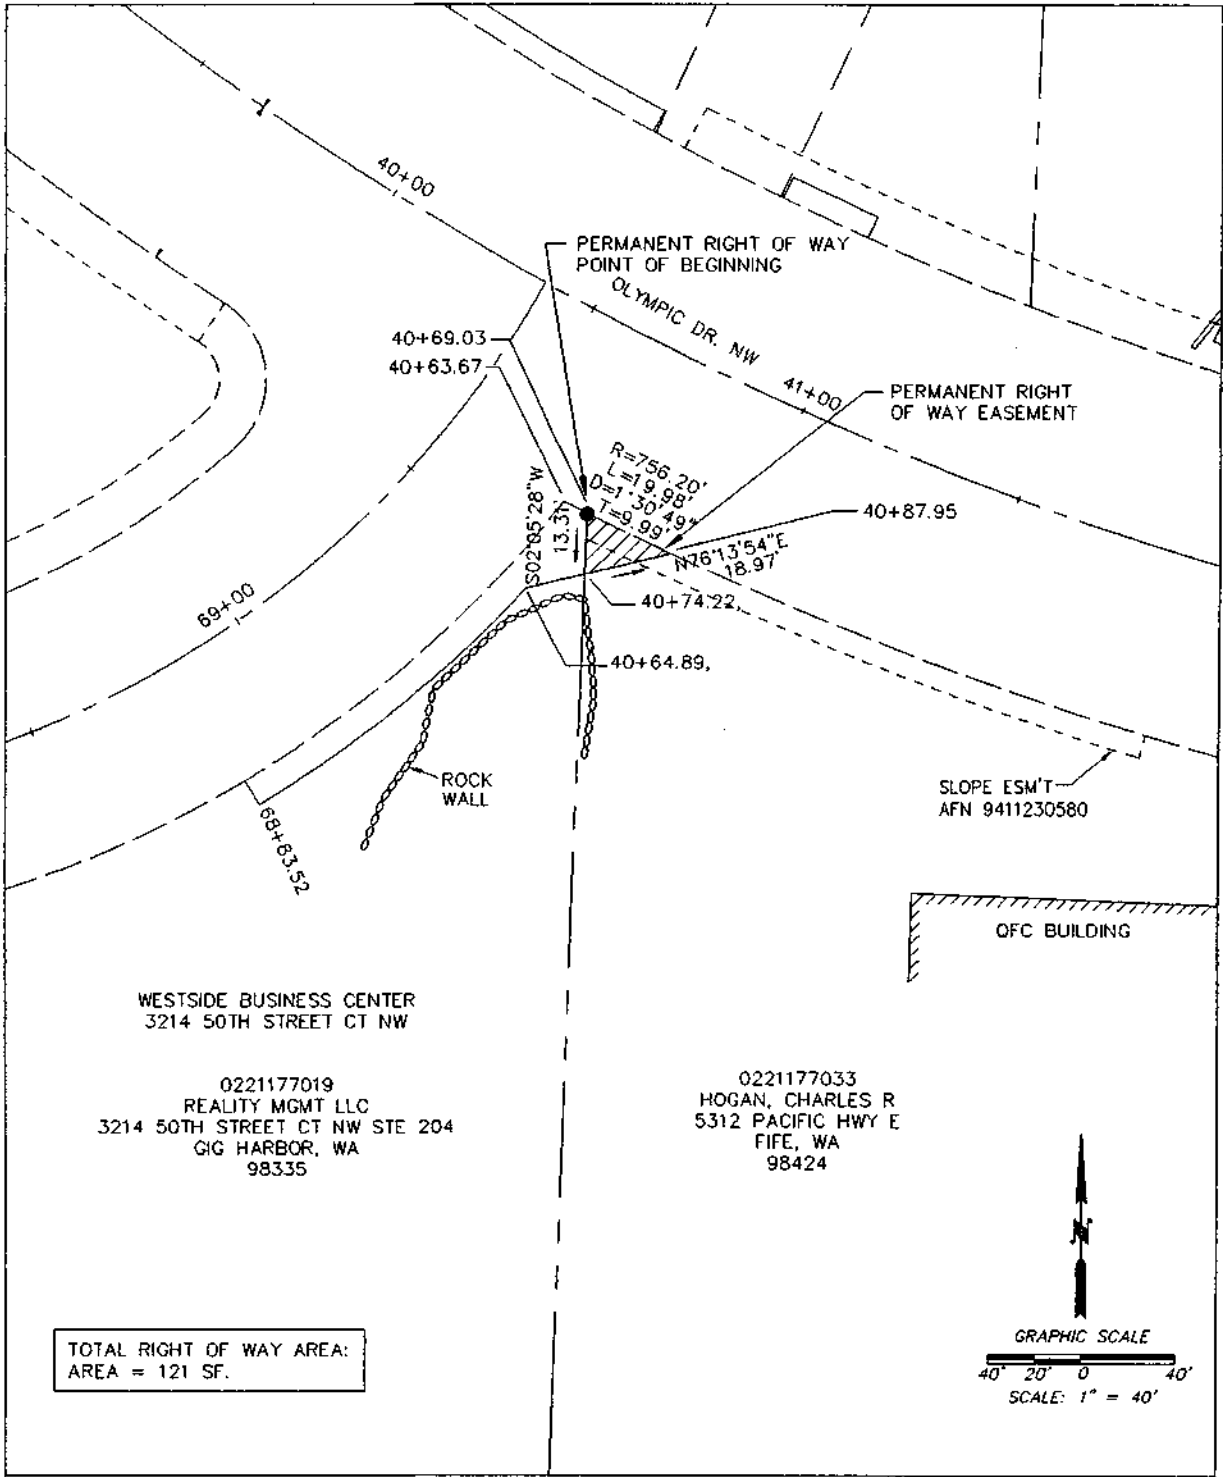 40+00
PERMANENT RIGHT OF WAY
POINT OF BEGINNING
OLYMPIC DR. NW
40+69.03
40+63.67
41+00
PERMANENT RIGHT
OF WAY EASEMENT
R=756.20'
L=19.98'
D=1°30'49"
T=9.99'
S02°05'28"W
13.31'
40+87.95
N76°13'54"E
18.97'
40+74.22,
69+00
40+64.89,
ROCK
WALL
SLOPE ESM'T
AFN 9411230580
68+83.52
QFC BUILDING
WESTSIDE BUSINESS CENTER
3214 50TH STREET CT NW
0221177019
REALITY MGMT LLC
3214 50TH STREET CT NW STE 204
GIG HARBOR, WA
98335
0221177033
HOGAN, CHARLES R
5312 PACIFIC HWY E
FIFE, WA
98424
N
TOTAL RIGHT OF WAY AREA:
AREA = 121 SF.
GRAPHIC SCALE
40' 20' 0 40'
SCALE: 1" = 40'